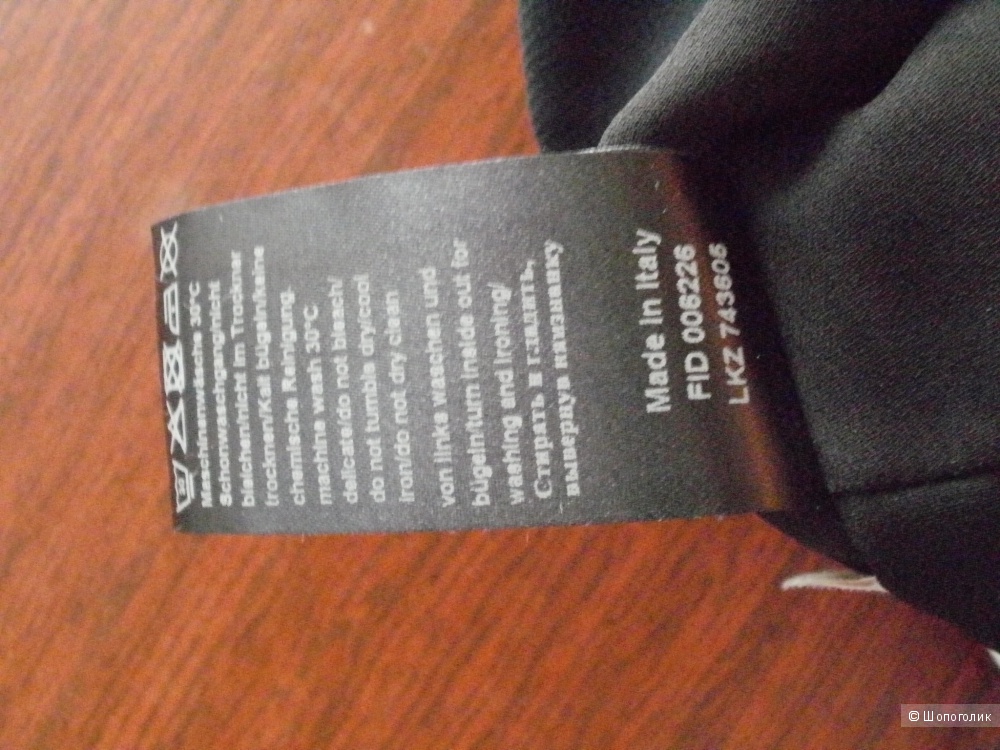 Maschinenwäsche 30°C
Schonwaschgang/nicht
bleichen/nicht im Trockner
trocknen/Kalt bügeln/keine
chemische Reinigung.
machine wash 30°C
delicate/do not bleach/
do not tumble dry/cool
iron/do not dry clean
von links waschen und
bügeln/turn inside out for
washing and ironing/
Стирать и гладить,
вывернув наизнанку
Made in Italy
FID 006226
LKZ 743605
© Шопоголик